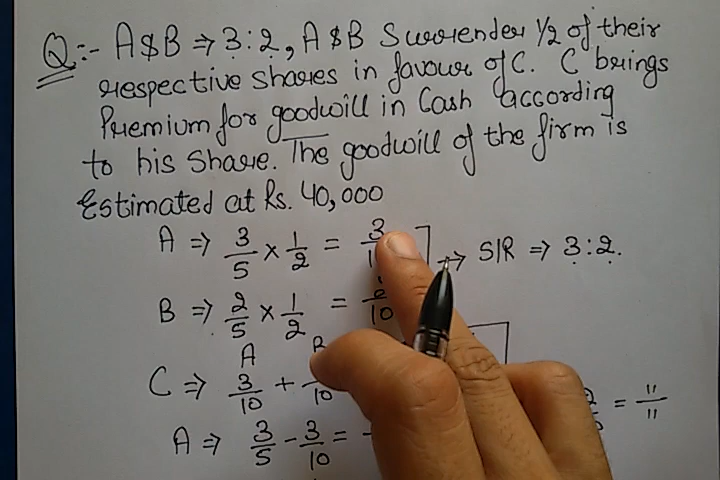 Q:- A$B ⇒ 3:2, A $B Surrender 1/2 of their
respective shares in favour of C. C brings
Premium for goodwill in Cash according
to his Share. The goodwill of the firm is
Estimated at Rs. 40,000
A ⇒ 3/5 × 1/2 = 3/1
→ S|R ⇒ 3:2.
B ⇒ 2/5 × 1/2 = 2/10
A B
C ⇒ 3/10 + /10
= "/"
A ⇒ 3/5 - 3/10 =